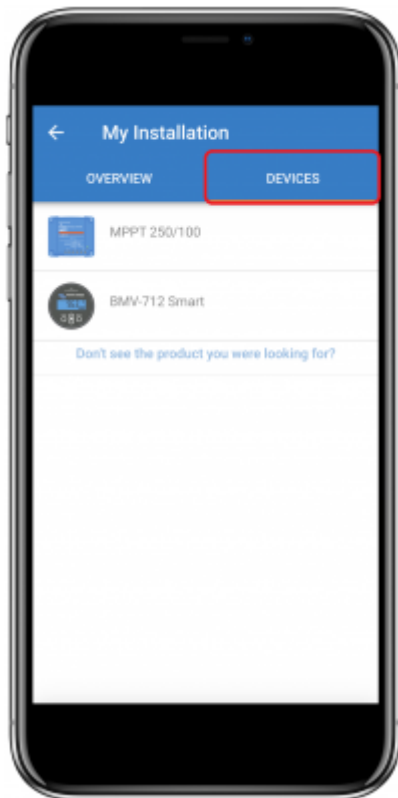 My Installation
OVERVIEW
DEVICES
MPPT 250/100
BMV-712 Smart
Don't see the product you were looking for?